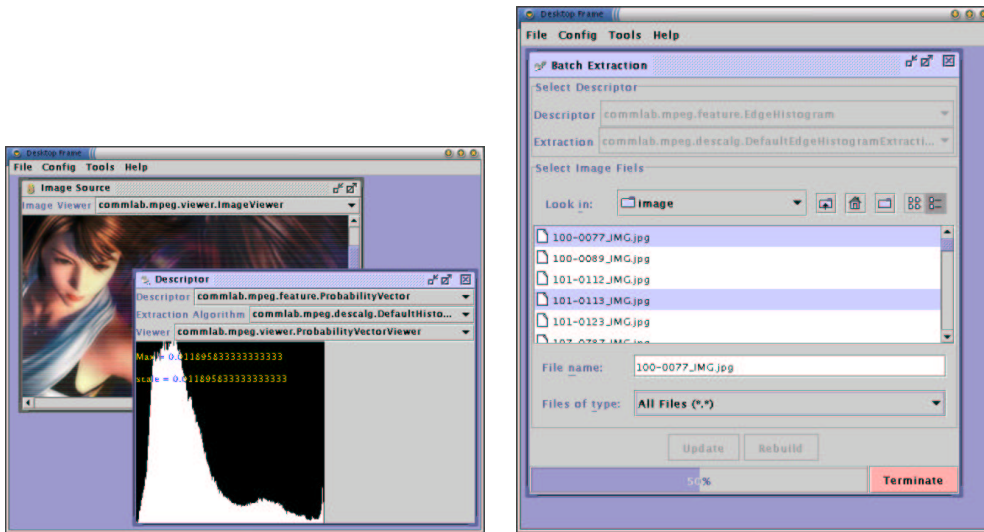 Desktop Frame
File Config Tools Help
Image Source
Image Viewer commlab.mpeg.viewer.ImageViewer
Descriptor
Descriptor commlab.mpeg.feature.ProbabilityVector
Extraction Algorithm commlab.mpeg.descalg.DefaultHisto...
Viewer commlab.mpeg.viewer.ProbabilityVectorViewer
Max = 0.011895833333333333
scale = 0.011895833333333333
Desktop Frame
File Config Tools Help
Batch Extraction
Select Descriptor
Descriptor commlab.mpeg.feature.EdgeHistogram
Extraction commlab.mpeg.descalg.DefaultEdgeHistogramExtracti...
Select Image Fiels
Look in: image
100-0077_IMG.jpg
100-0089_IMG.jpg
101-0112_IMG.jpg
101-0113_IMG.jpg
101-0123_IMG.jpg
File name: 100-0077_IMG.jpg
Files of type: All Files (*.*)
Update Rebuild
50% Terminate